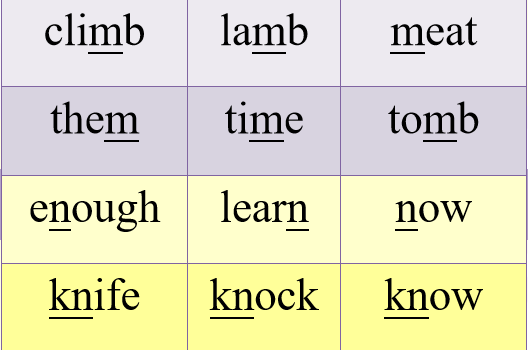 climb lamb meat
them time tomb
enough learn now
knife knock know